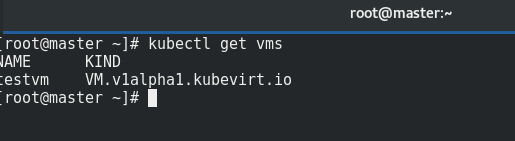 root@master:~
[root@master ~]# kubectl get vms
NAME      KIND
testvm    VM.v1alpha1.kubevirt.io
[root@master ~]#